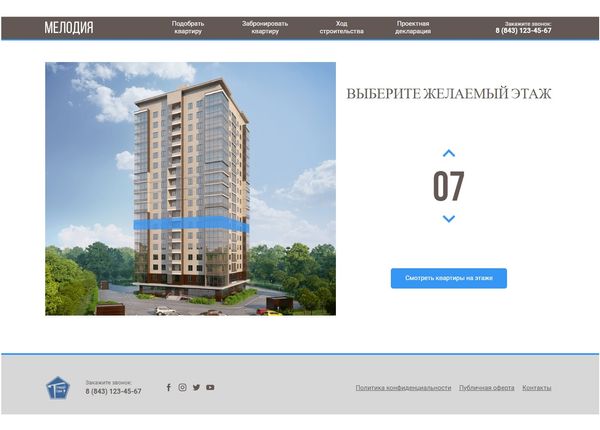 МЕЛОДИЯ
Подобрать
квартиру
Забронировать
квартиру
Ход
строительства
Проектная
декларация
Закажите звонок:
8 (843) 123-45-67
ВЫБЕРИТЕ ЖЕЛАЕМЫЙ ЭТАЖ
07
Смотреть квартиры на этаже
Закажите звонок:
8 (843) 123-45-67
Политика конфиденциальности
Публичная оферта
Контакты